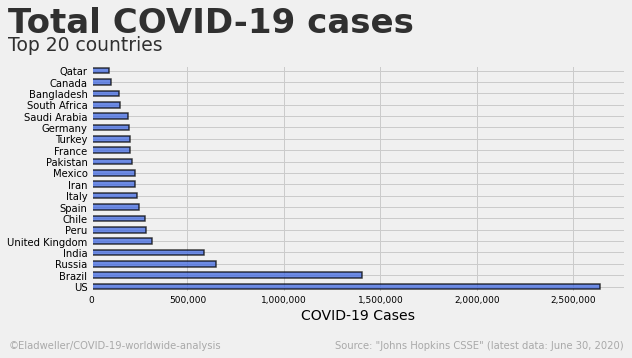 Total COVID-19 cases
Top 20 countries
Qatar
Canada
Bangladesh
South Africa
Saudi Arabia
Germany
Turkey
France
Pakistan
Mexico
Iran
Italy
Spain
Chile
Peru
United Kingdom
India
Russia
Brazil
US
0 500,000 1,000,000 1,500,000 2,000,000 2,500,000
COVID-19 Cases
©Eladweller/COVID-19-worldwide-analysis Source: "Johns Hopkins CSSE" (latest data: June 30, 2020)